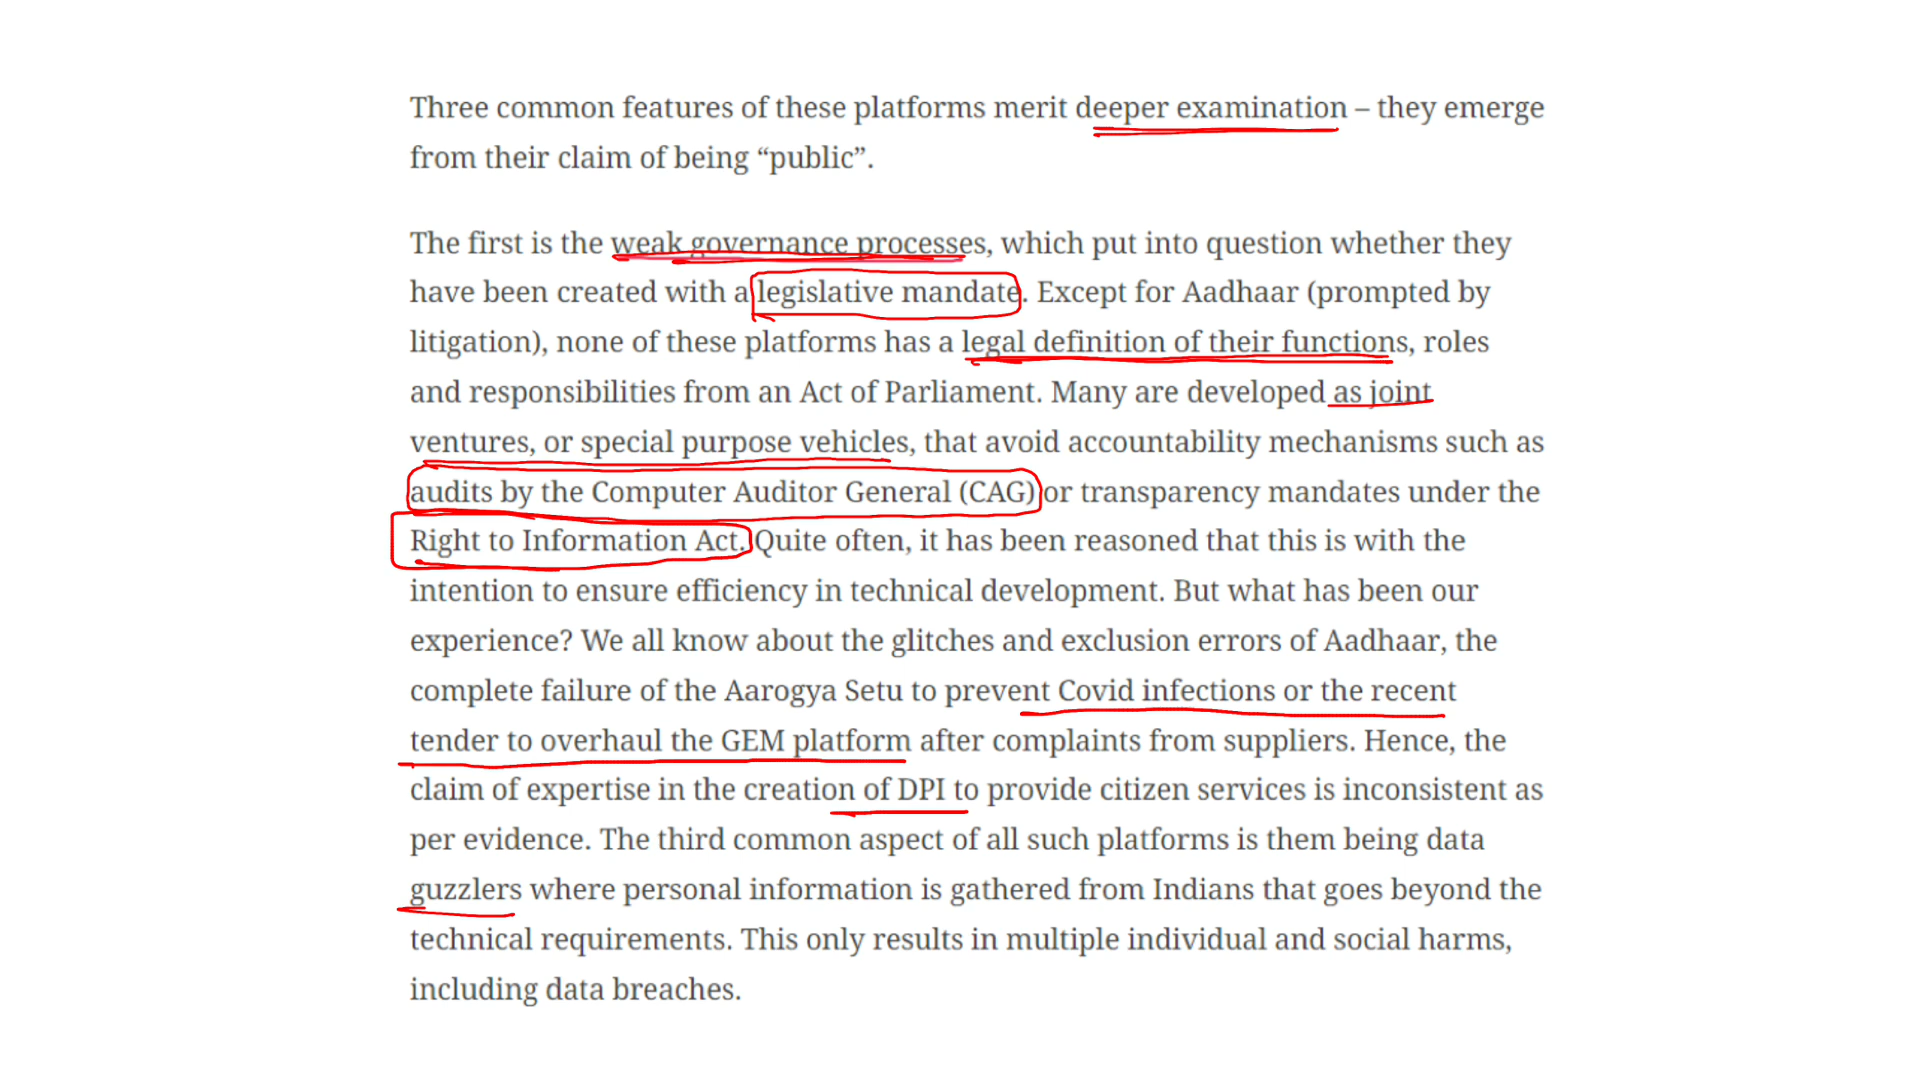 Three common features of these platforms merit deeper examination – they emerge
from their claim of being “public”.
The first is the weak governance processes, which put into question whether they
have been created with a legislative mandate. Except for Aadhaar (prompted by
litigation), none of these platforms has a legal definition of their functions, roles
and responsibilities from an Act of Parliament. Many are developed as joint
ventures, or special purpose vehicles, that avoid accountability mechanisms such as
audits by the Computer Auditor General (CAG) or transparency mandates under the
Right to Information Act. Quite often, it has been reasoned that this is with the
intention to ensure efficiency in technical development. But what has been our
experience? We all know about the glitches and exclusion errors of Aadhaar, the
complete failure of the Aarogya Setu to prevent Covid infections or the recent
tender to overhaul the GEM platform after complaints from suppliers. Hence, the
claim of expertise in the creation of DPI to provide citizen services is inconsistent as
per evidence. The third common aspect of all such platforms is them being data
guzzlers where personal information is gathered from Indians that goes beyond the
technical requirements. This only results in multiple individual and social harms,
including data breaches.